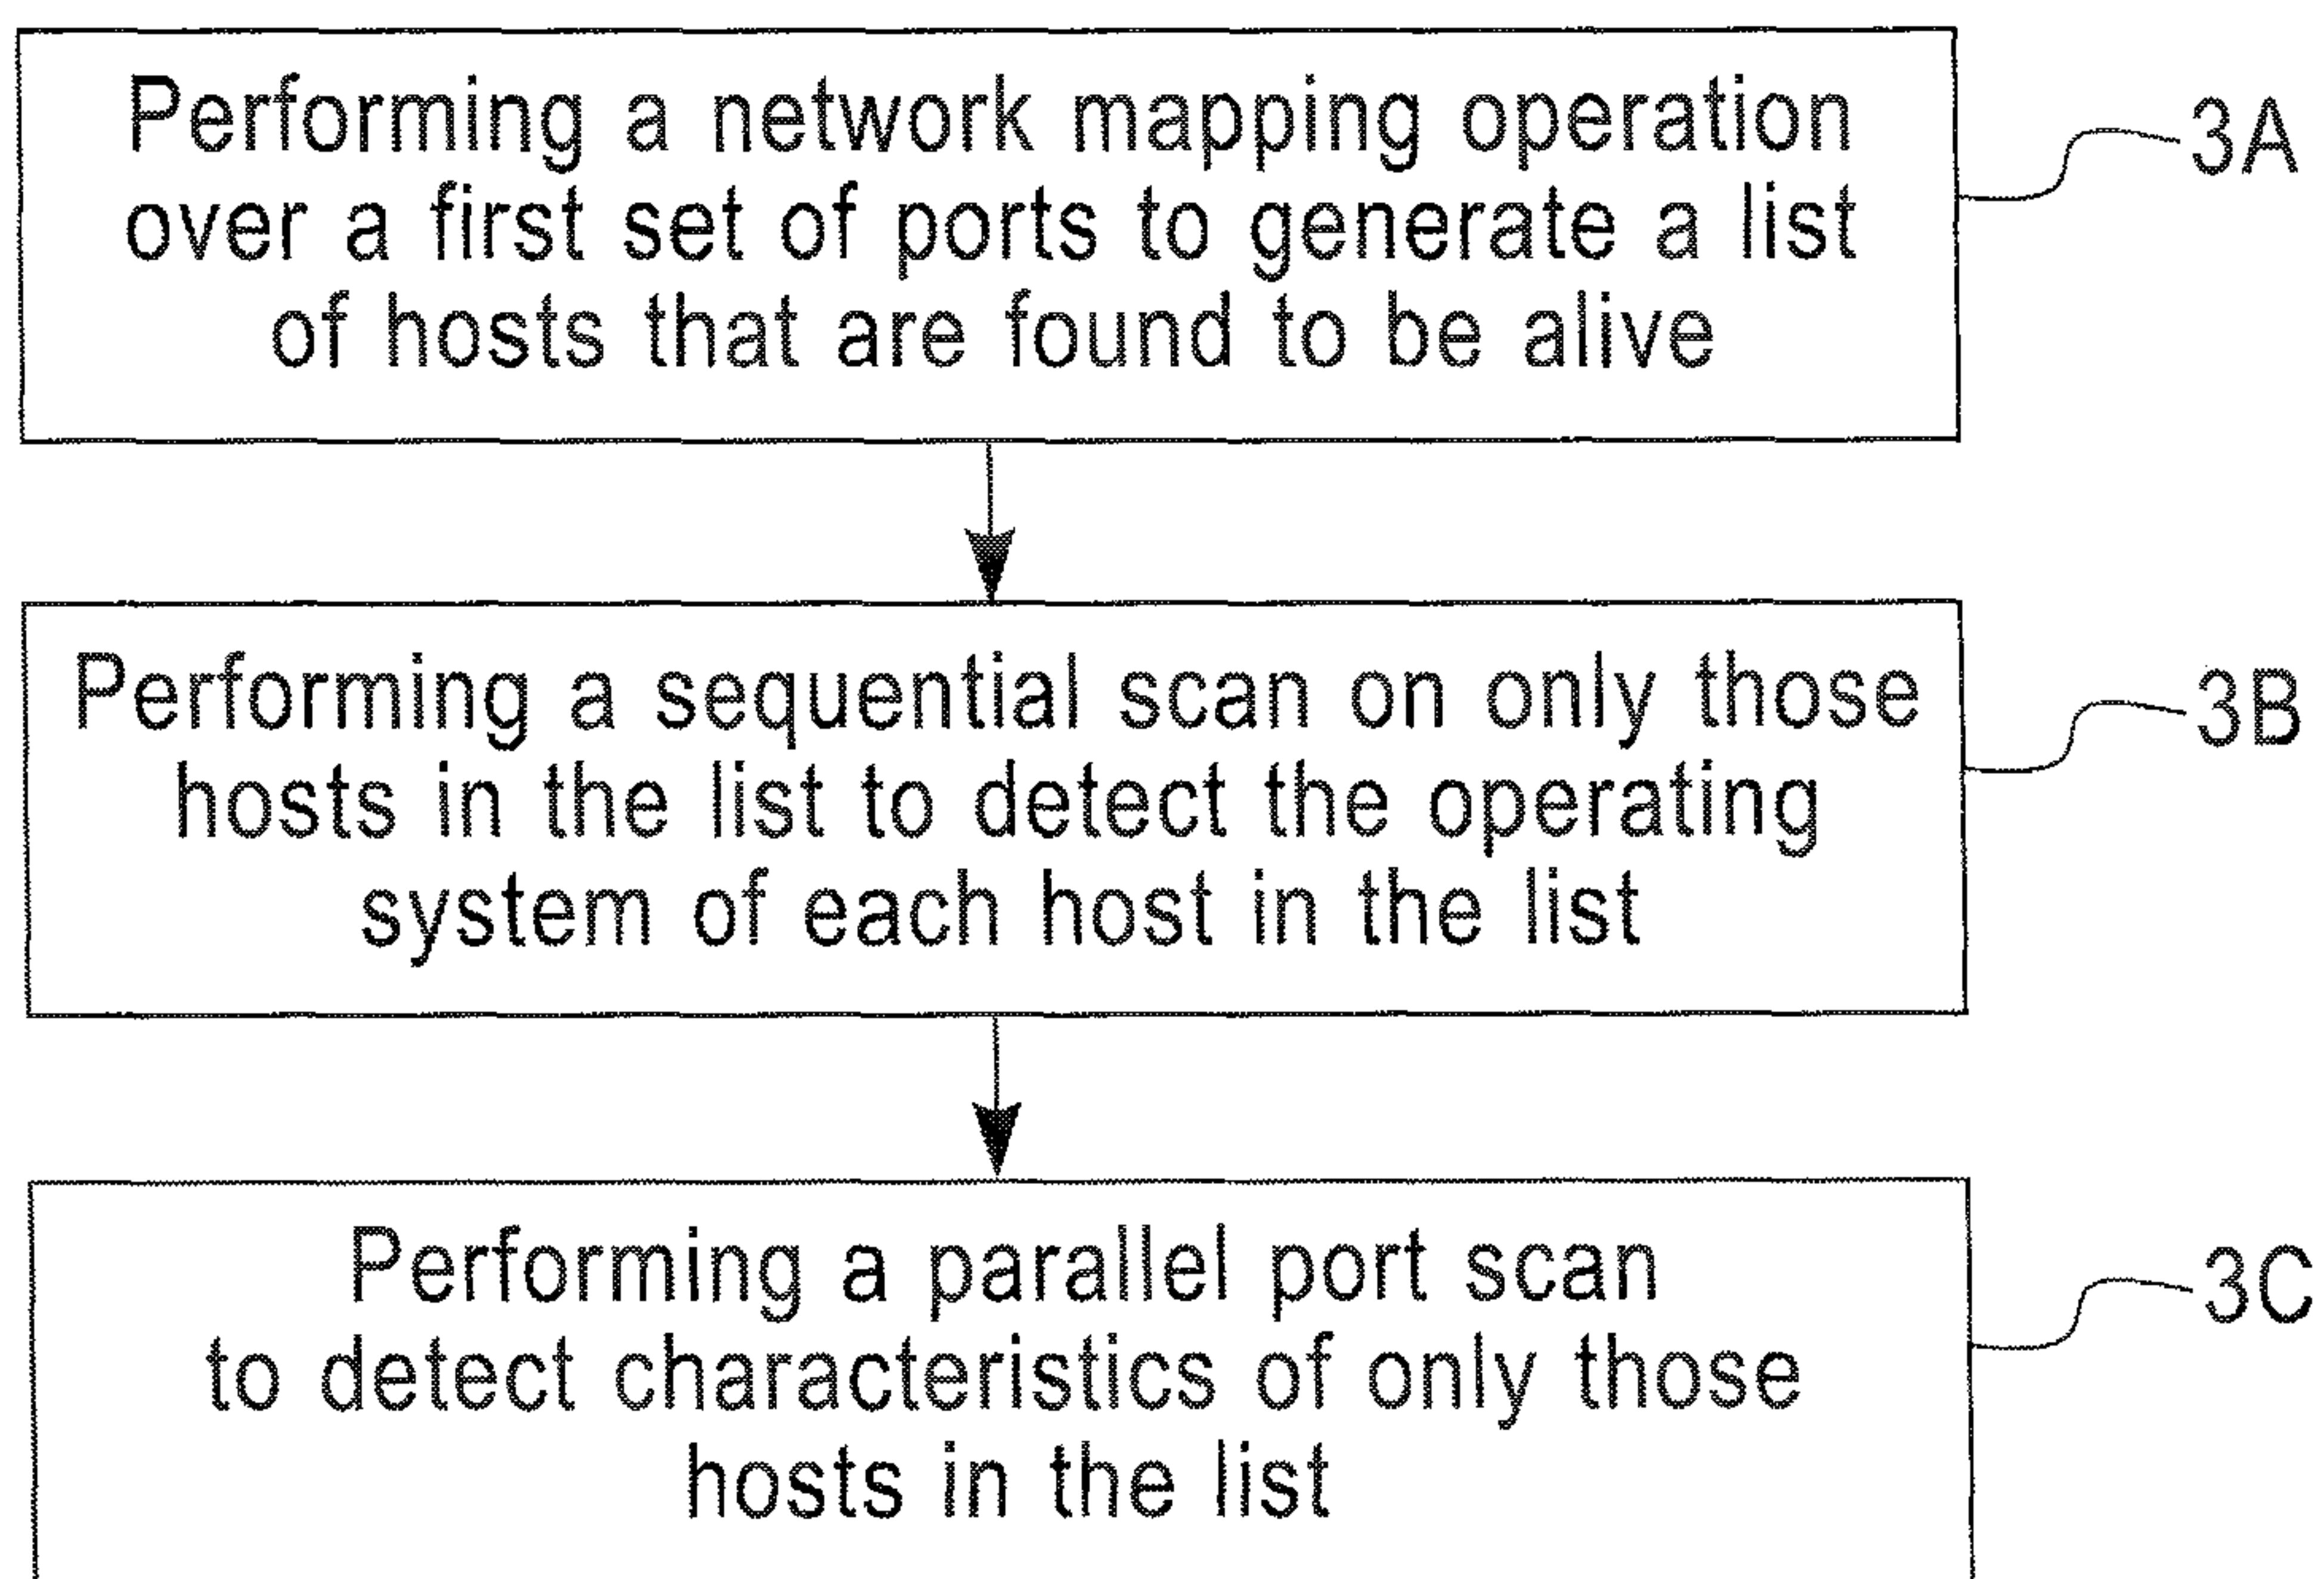 Performing a network mapping operation
over a first set of ports to generate a list
of hosts that are found to be alive
3A
Performing a sequential scan on only those
hosts in the list to detect the operating
system of each host in the list
3B
Performing a parallel port scan
to detect characteristics of only those
hosts in the list
3C